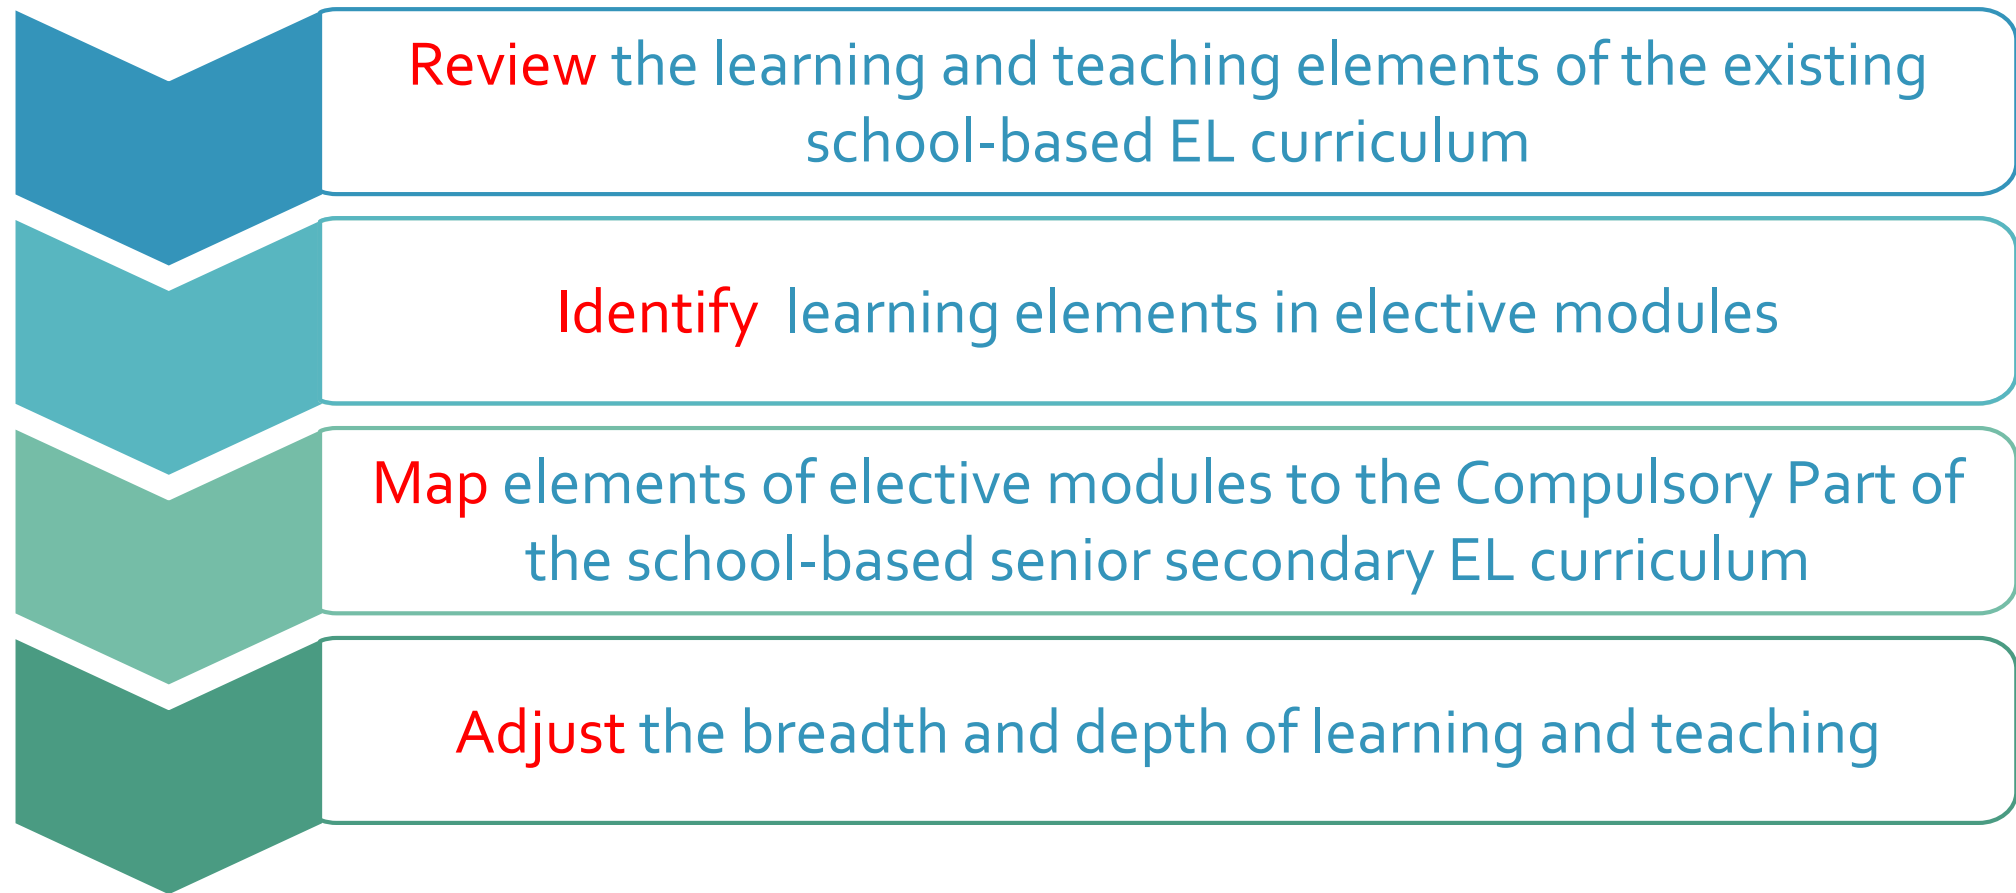 Review the learning and teaching elements of the existing
school-based EL curriculum
Identify  learning elements in elective modules
Map elements of elective modules to the Compulsory Part of
the school-based senior secondary EL curriculum
Adjust the breadth and depth of learning and teaching